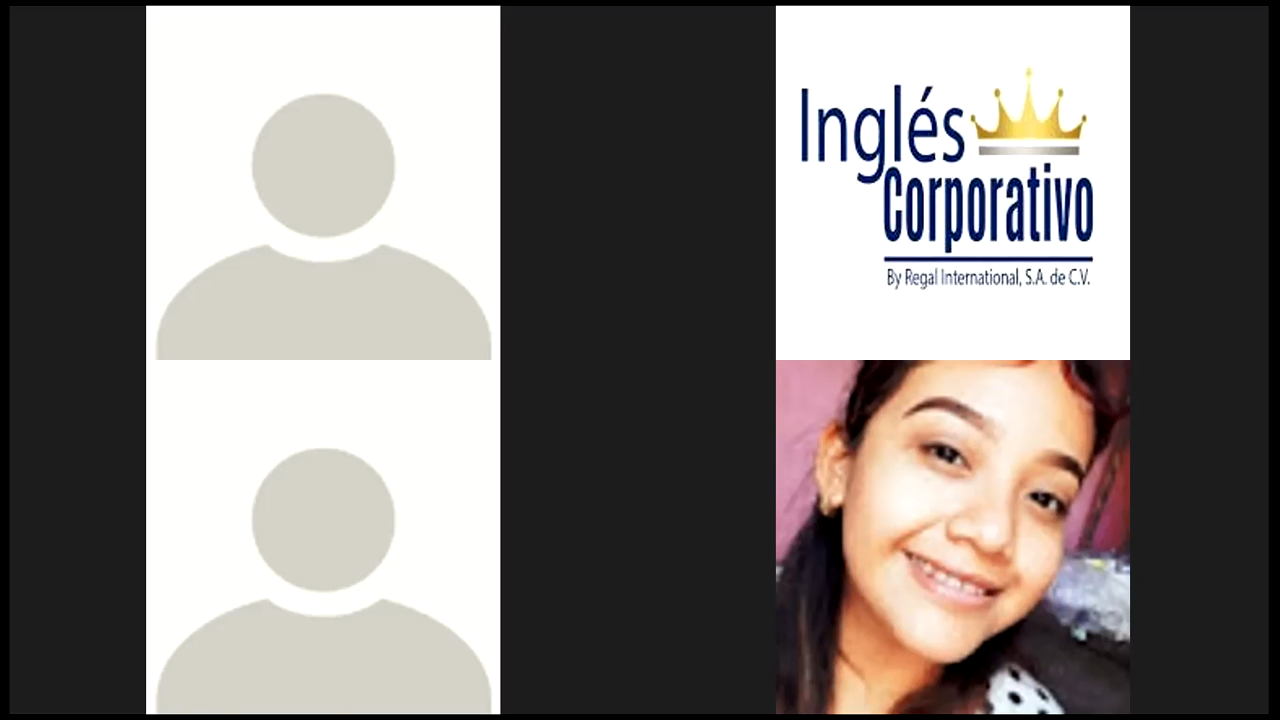 Inglés
Corporativo
By Regal International, S.A. de C.V.